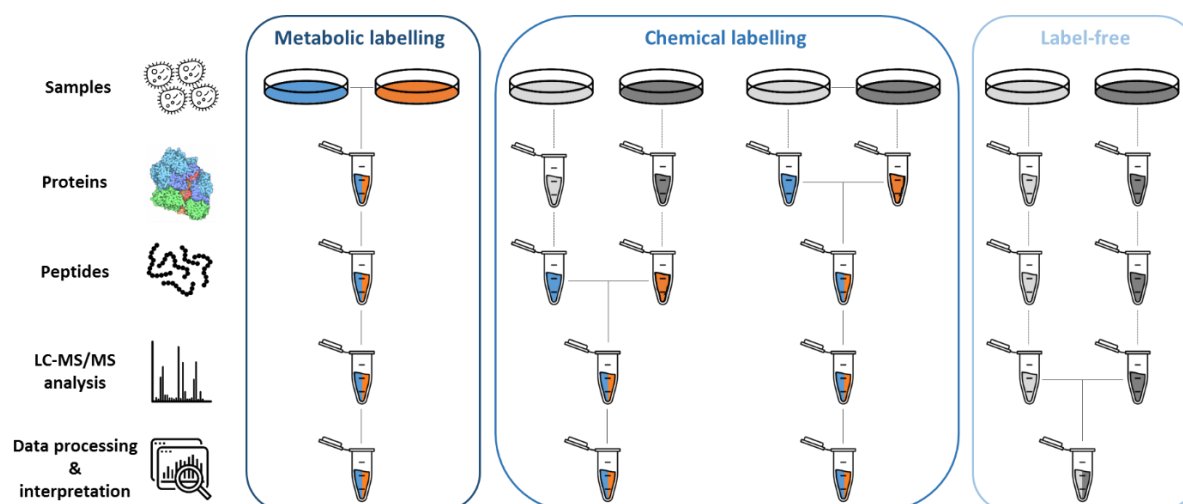 Metabolic labelling
Chemical labelling
Label-free
Samples
Proteins
Peptides
LC-MS/MS
analysis
Data processing
&
interpretation